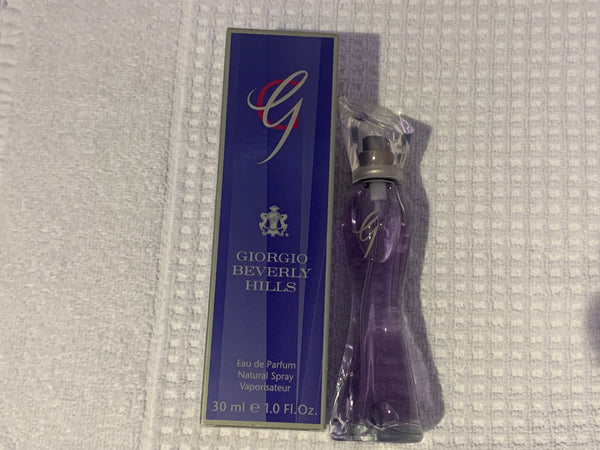 G
GIORGIO
BEVERLY
HILLS
Eau de Parfum
Natural Spray
Vaporisateur
30 ml e 1.0 Fl.Oz.
G